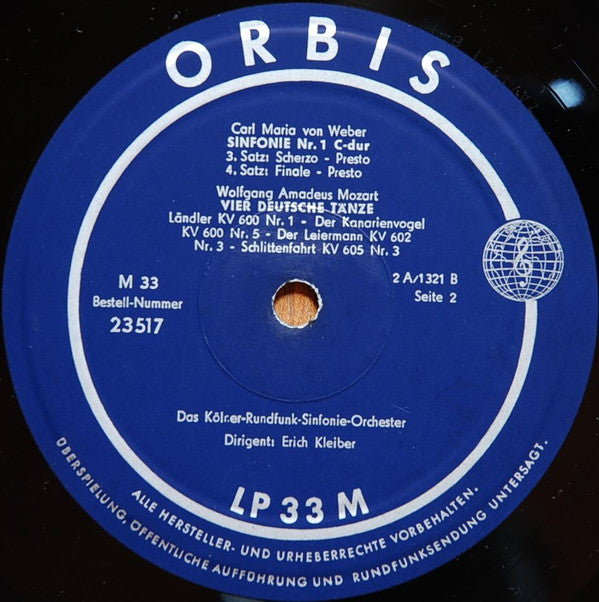 ORBIS
Carl Maria von Weber
SINFONIE Nr. 1 C-dur
3. Satz: Scherzo - Presto
4. Satz: Finale - Presto
Wolfgang Amadeus Mozart
VIER DEUTSCHE TÄNZE
Ländler KV 600 Nr. 1 - Der Kanarienvogel
KV 600 Nr. 5 - Der Leiermann KV 602
Nr. 3 - Schlittenfahrt KV 605 Nr. 3
M 33
Bestell-Nummer
23517
2 A/1321 B
Seite 2
Das Kölner-Rundfunk-Sinfonie-Orchester
Dirigent: Erich Kleiber
LP 33 M
ALLE HERSTELLER- UND URHEBERRECHTE VORBEHALTEN.
ÜBERSPIELUNG, ÖFFENTLICHE AUFFÜHRUNG UND RUNDFUNKSENDUNG UNTERSAGT.